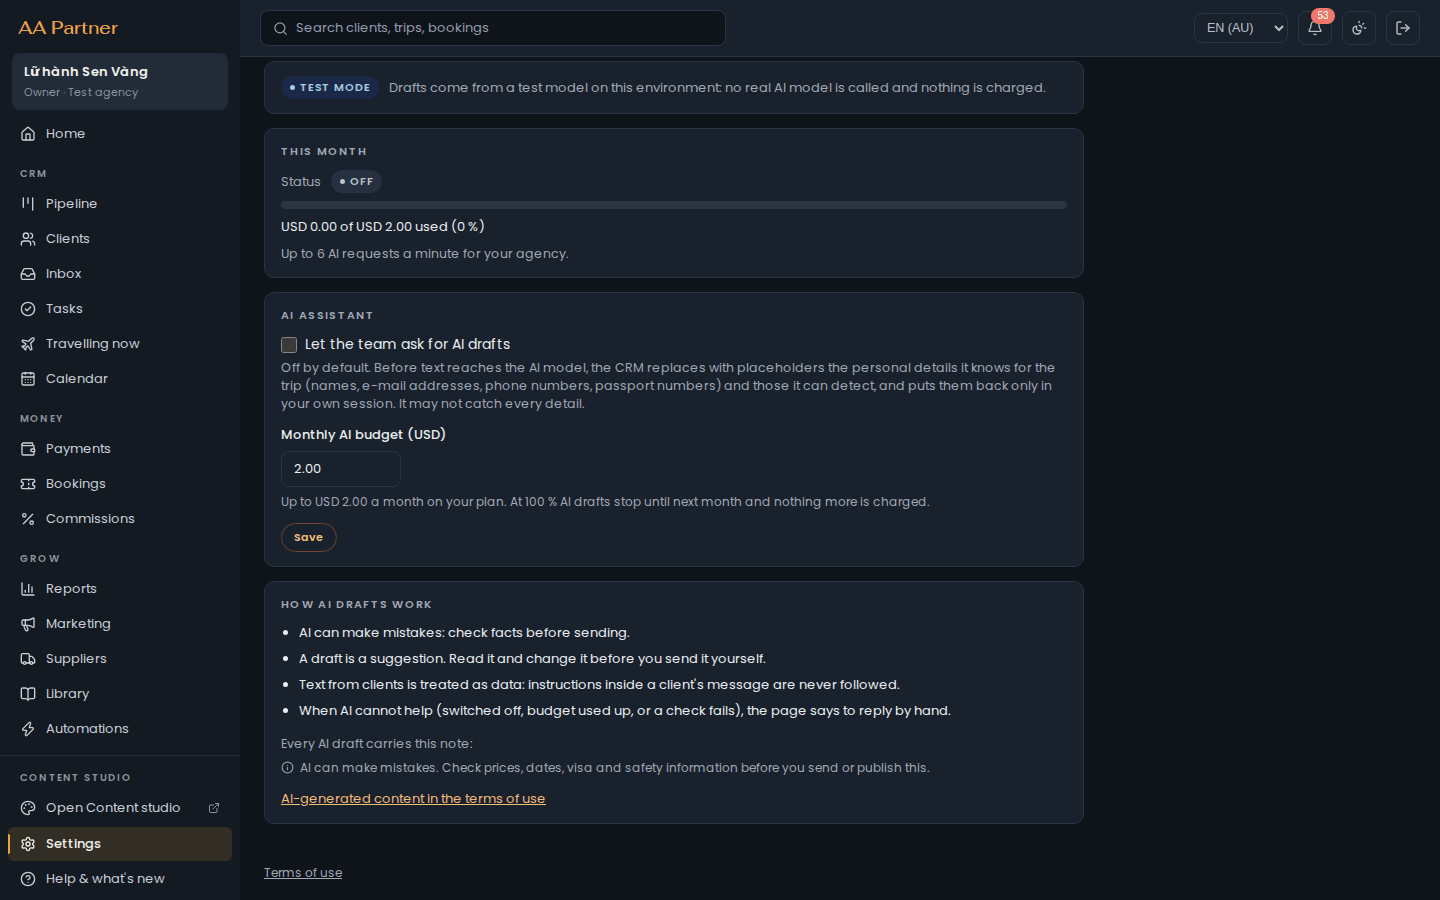 AA Partner
Lữ hành Sen Vàng
Owner · Test agency
Home
CRM
Pipeline
Clients
Inbox
Tasks
Travelling now
Calendar
MONEY
Payments
Bookings
Commissions
GROW
Reports
Marketing
Suppliers
Library
Automations
CONTENT STUDIO
Open Content studio
Settings
Help & what's new
Search clients, trips, bookings
EN (AU)
53
TEST MODE Drafts come from a test model on this environment: no real AI model is called and nothing is charged.
THIS MONTH
Status OFF
USD 0.00 of USD 2.00 used (0 %)
Up to 6 AI requests a minute for your agency.
AI ASSISTANT
Let the team ask for AI drafts
Off by default. Before text reaches the AI model, the CRM replaces with placeholders the personal details it knows for the
trip (names, e-mail addresses, phone numbers, passport numbers) and those it can detect, and puts them back only in
your own session. It may not catch every detail.
Monthly AI budget (USD)
2.00
Up to USD 2.00 a month on your plan. At 100 % AI drafts stop until next month and nothing more is charged.
Save
HOW AI DRAFTS WORK
• AI can make mistakes: check facts before sending.
• A draft is a suggestion. Read it and change it before you send it yourself.
• Text from clients is treated as data: instructions inside a client's message are never followed.
• When AI cannot help (switched off, budget used up, or a check fails), the page says to reply by hand.
Every AI draft carries this note:
AI can make mistakes. Check prices, dates, visa and safety information before you send or publish this.
AI-generated content in the terms of use
Terms of use